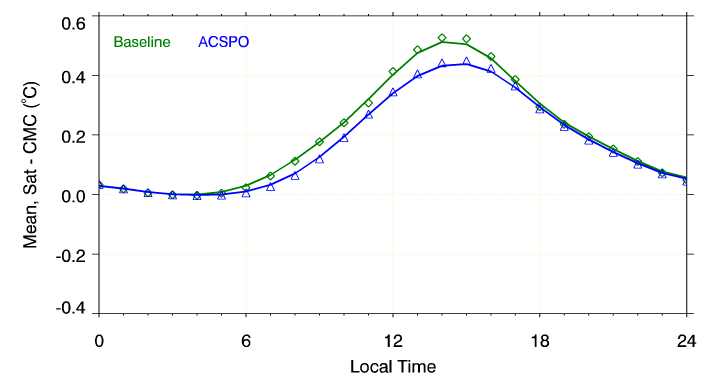 0.6
Baseline ACSPO
0.4
0.2
0.0
-0.2
-0.4
Mean, Sat - CMC (°C)
0 6 12 18 24
Local Time